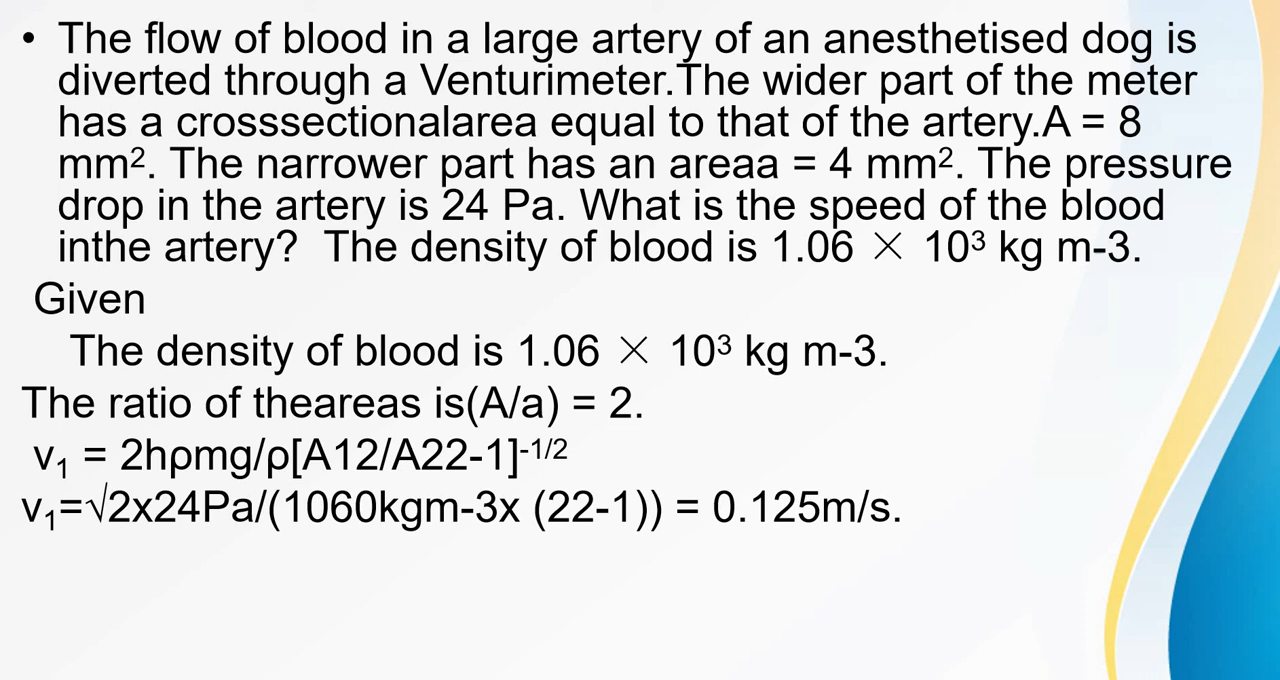 • The flow of blood in a large artery of an anesthetised dog is
diverted through a Venturimeter.The wider part of the meter
has a crosssectionalarea equal to that of the artery.A = 8
mm². The narrower part has an areaa = 4 mm². The pressure
drop in the artery is 24 Pa. What is the speed of the blood
inthe artery? The density of blood is 1.06 × 10³ kg m-3.
Given
The density of blood is 1.06 × 10³ kg m-3.
The ratio of theareas is(A/a) = 2.
v₁ = 2hρmg/ρ[A12/A22-1]⁻¹ᐟ²
v₁=√2x24Pa/(1060kgm-3x (22-1)) = 0.125m/s.